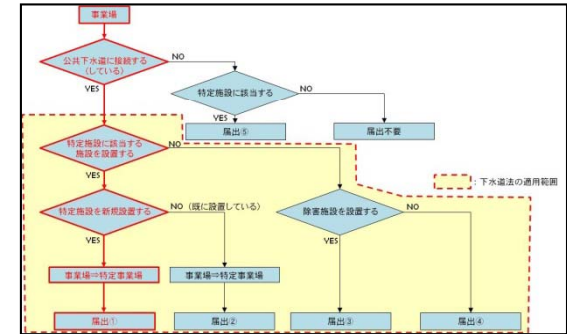 事業場
公共下水道に接続する
(している)
NO
YES
特定施設に該当する
NO
YES
届出⑤
届出不要
特定施設に該当する
施設を設置する
NO
YES
:下水道法の適用範囲
特定施設を新規設置する
NO(既に設置している)
YES
除害施設を設置する
NO
YES
事業場⇒特定事業場
事業場⇒特定事業場
届出①
届出②
届出③
届出④